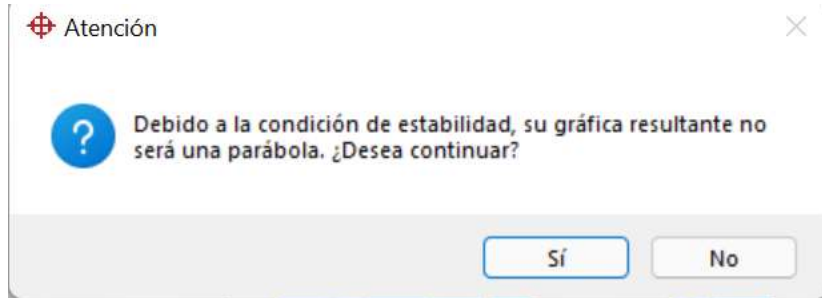 Atención
Debido a la condición de estabilidad, su gráfica resultante no
será una parábola. ¿Desea continuar?
Sí
No